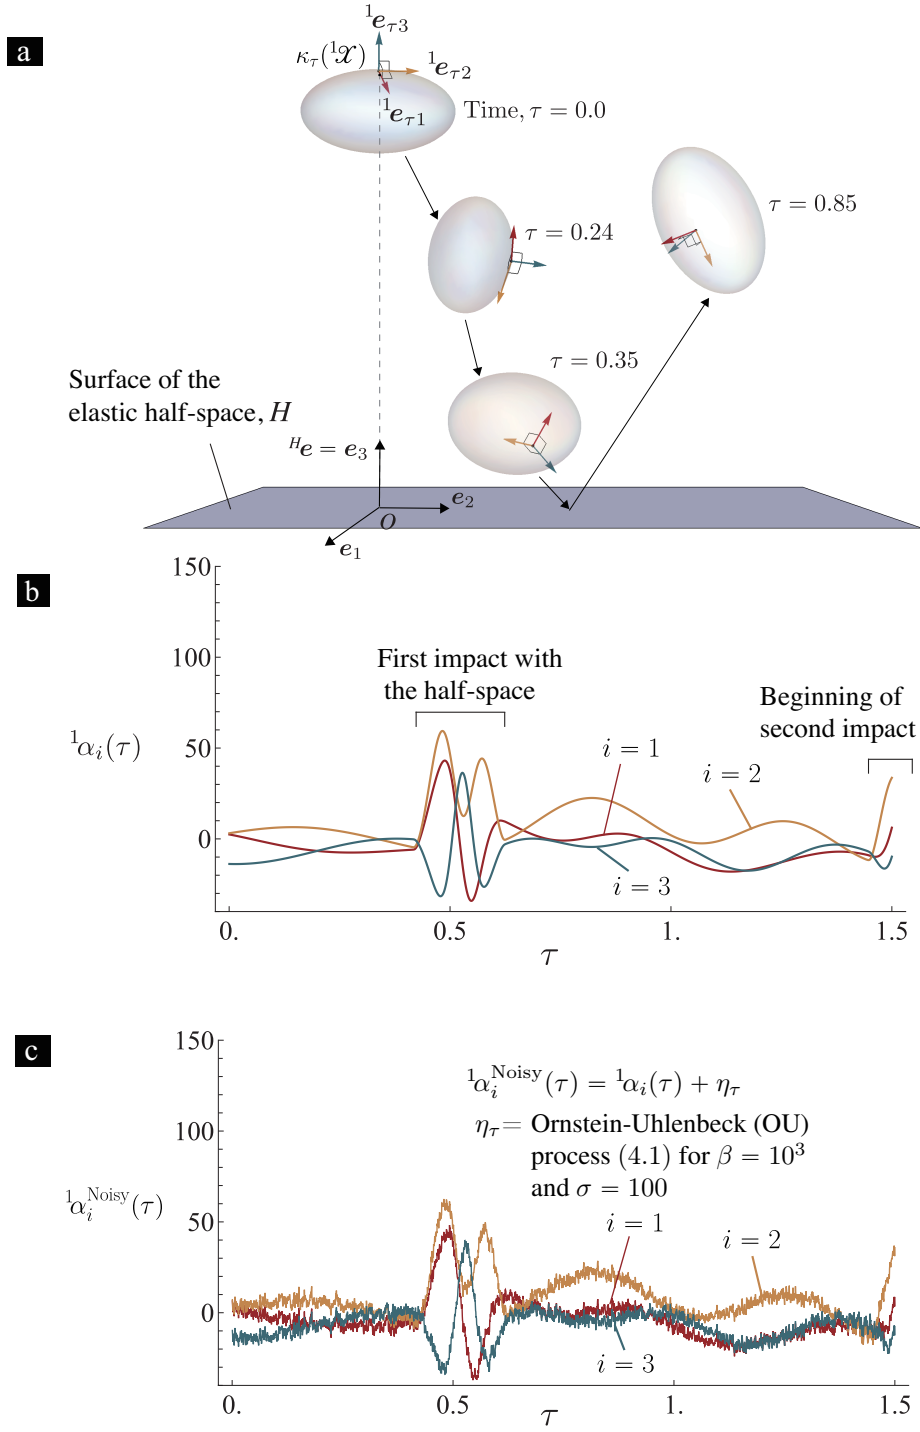 a
¹e_τ3
κ_τ(¹𝒳)
¹e_τ2
¹e_τ1
Time, τ = 0.0
τ = 0.24
τ = 0.85
τ = 0.35
Surface of the
elastic half-space, H
ᴴe = e₃
e₂
O
e₁
b
150
100
50
0
¹α_i(τ)
First impact with
the half-space
Beginning of
second impact
i = 1
i = 2
i = 3
0.
0.5
1.
1.5
τ
c
150
100
50
0
¹α_i^Noisy(τ)
¹α_i^Noisy(τ) = ¹α_i(τ) + η_τ
η_τ = Ornstein-Uhlenbeck (OU)
process (4.1) for β = 10³
and σ = 100
i = 1
i = 2
i = 3
0.
0.5
1.
1.5
τ